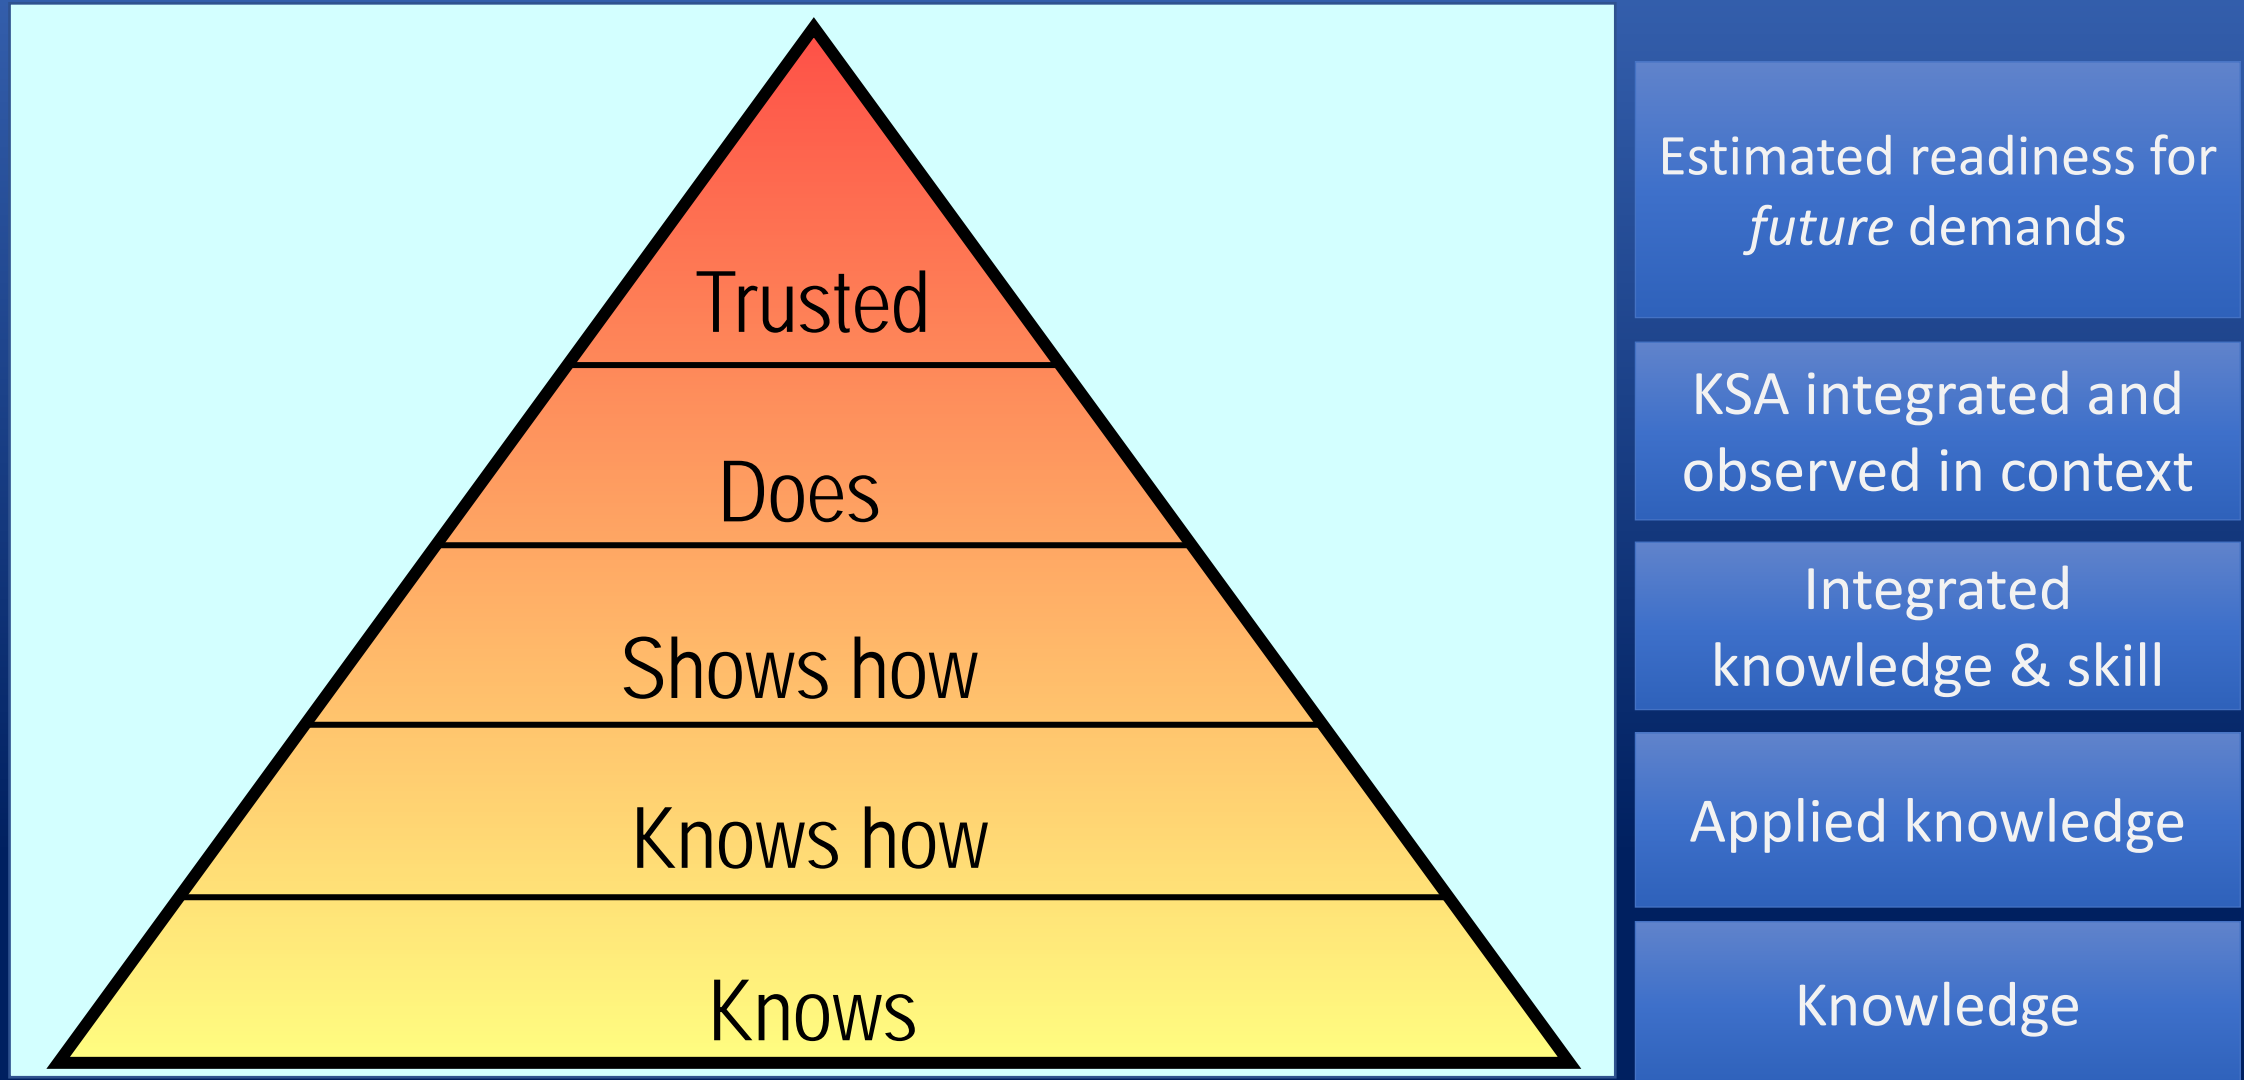 Trusted
Does
Shows how
Knows how
Knows
Estimated readiness for
future demands
KSA integrated and
observed in context
Integrated
knowledge & skill
Applied knowledge
Knowledge